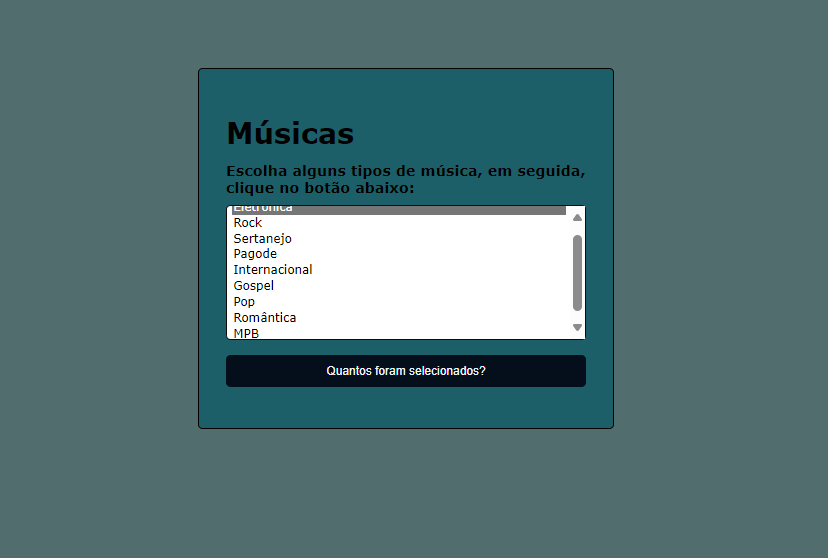 Músicas
Escolha alguns tipos de música, em seguida,
clique no botão abaixo:
Eletrônica
Rock
Sertanejo
Pagode
Internacional
Gospel
Pop
Romântica
MPB
Quantos foram selecionados?